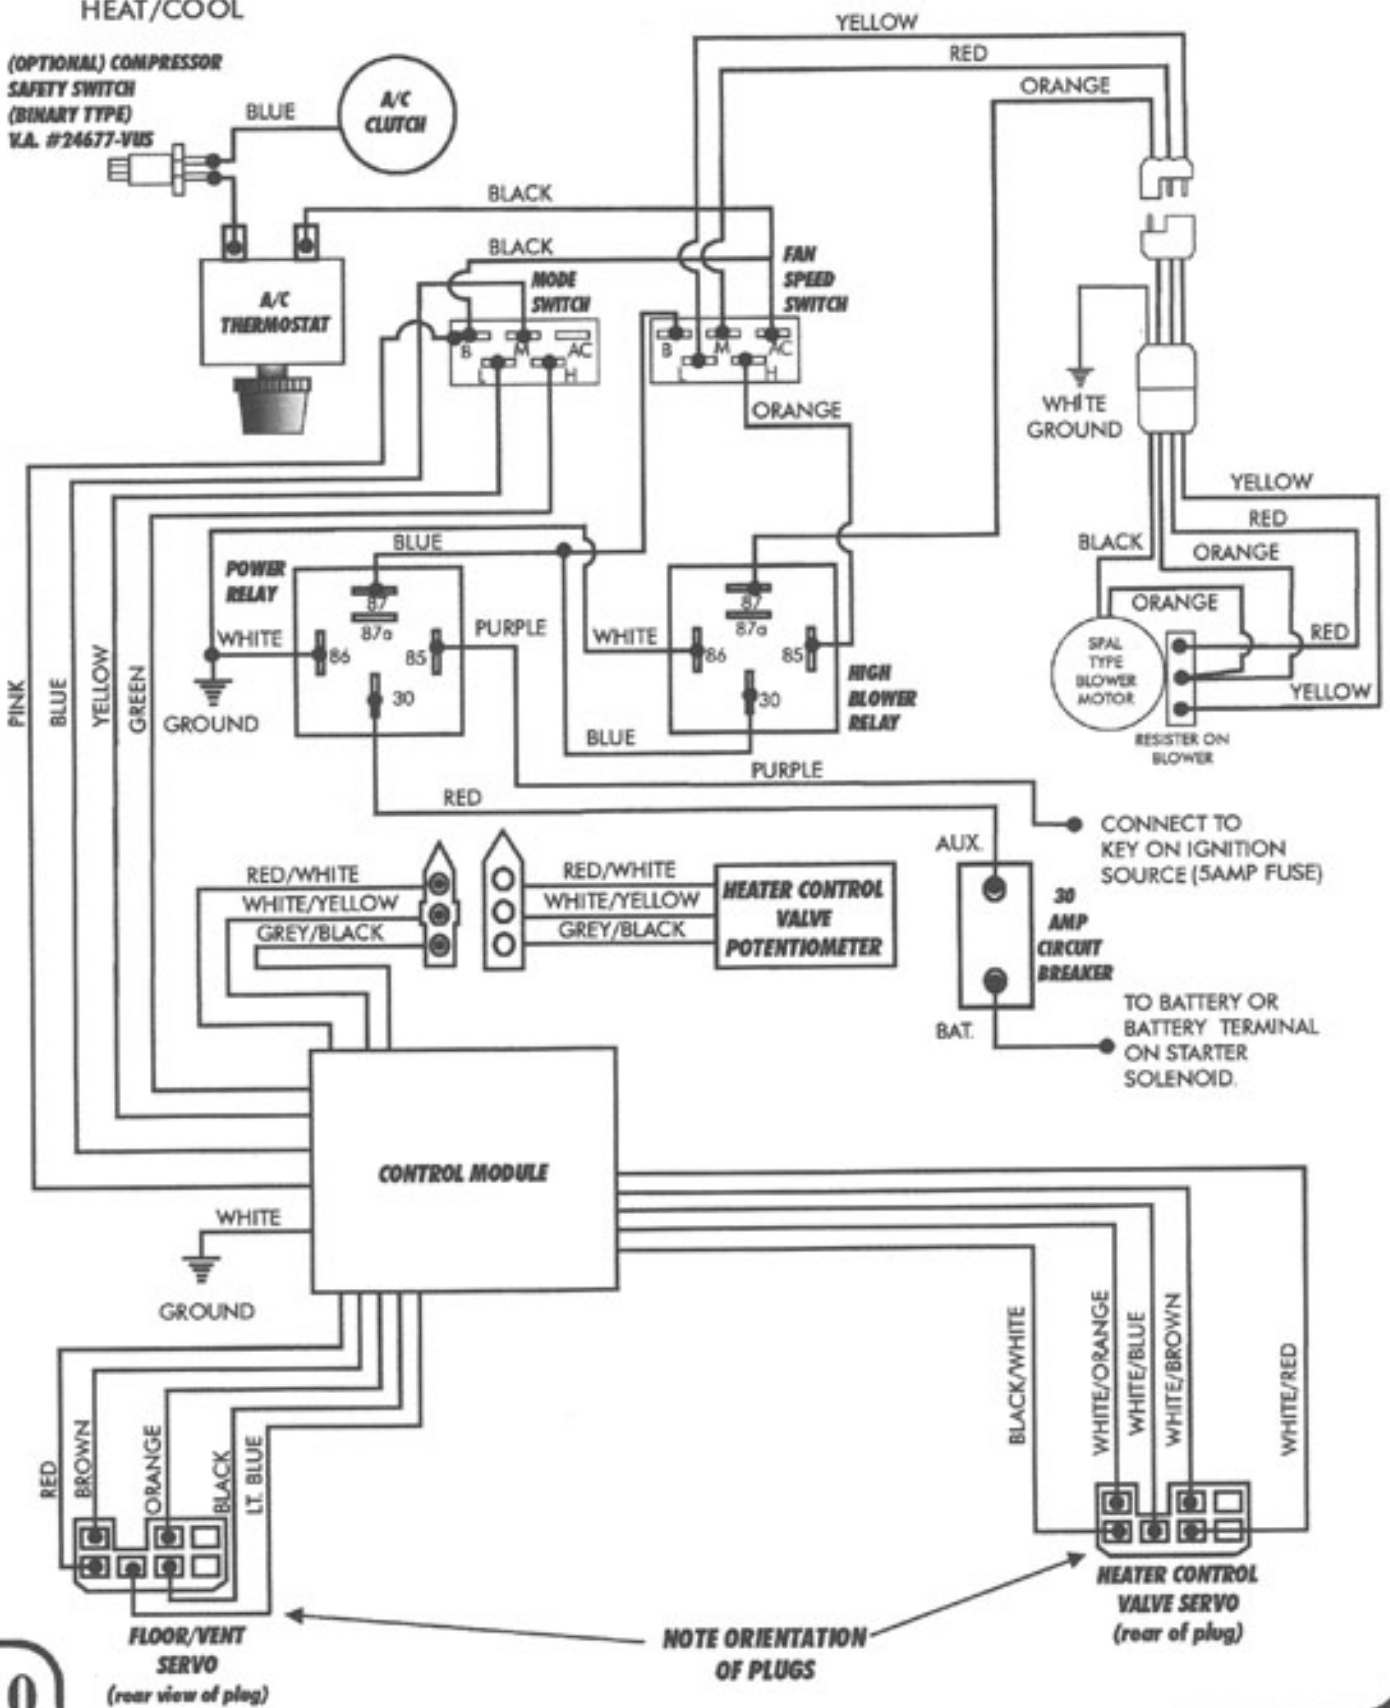 HEAT/COOL
(OPTIONAL) COMPRESSOR
SAFETY SWITCH
(BINARY TYPE)
V.A. #24677-VUS
BLUE
A/C
CLUTCH
YELLOW
RED
ORANGE
BLACK
BLACK
A/C
THERMOSTAT
MODE
SWITCH
B
M
AC
L
H
FAN
SPEED
SWITCH
B
M
AC
L
H
ORANGE
WHITE
GROUND
YELLOW
RED
BLACK
ORANGE
ORANGE
RED
YELLOW
SPAL
TYPE
BLOWER
MOTOR
RESISTER ON
BLOWER
PINK
BLUE
YELLOW
GREEN
BLUE
POWER
RELAY
87
87a
WHITE
86
85
30
PURPLE
GROUND
WHITE
87
87a
86
85
30
HIGH
BLOWER
RELAY
BLUE
PURPLE
RED
CONNECT TO
KEY ON IGNITION
SOURCE (5AMP FUSE)
AUX.
30
AMP
CIRCUIT
BREAKER
BAT.
TO BATTERY OR
BATTERY TERMINAL
ON STARTER
SOLENOID.
RED/WHITE
WHITE/YELLOW
GREY/BLACK
RED/WHITE
WHITE/YELLOW
GREY/BLACK
HEATER CONTROL
VALVE
POTENTIOMETER
CONTROL MODULE
WHITE
GROUND
RED
BROWN
ORANGE
BLACK
LT. BLUE
BLACK/WHITE
WHITE/ORANGE
WHITE/BLUE
WHITE/BROWN
WHITE/RED
FLOOR/VENT
SERVO
(rear view of plug)
NOTE ORIENTATION
OF PLUGS
HEATER CONTROL
VALVE SERVO
(rear of plug)